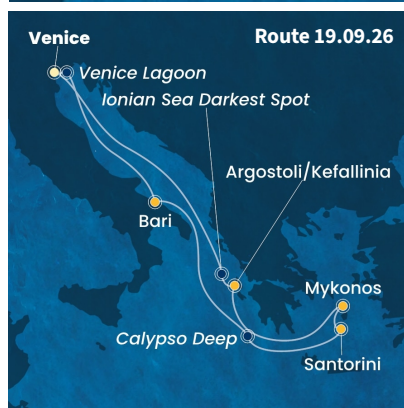 Venice
Route 19.09.26
Venice Lagoon
Ionian Sea Darkest Spot
Argostoli/Kefallinia
Bari
Mykonos
Calypso Deep
Santorini